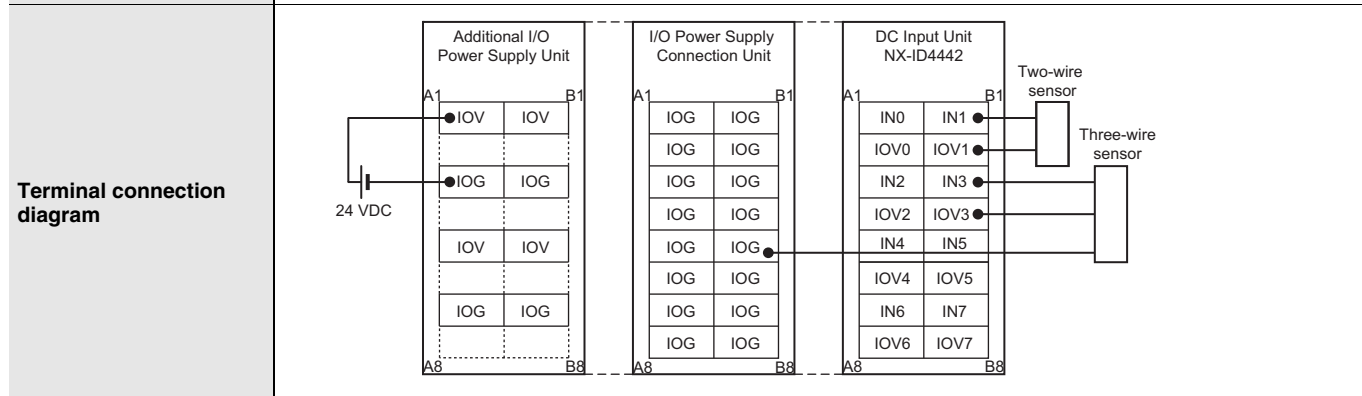 Terminal connection
diagram
24 VDC
Additional I/O
Power Supply Unit
A1 B1
IOV IOV
IOG IOG
IOV IOV
IOG IOG
A8 B8
I/O Power Supply
Connection Unit
A1 B1
IOG IOG
IOG IOG
IOG IOG
IOG IOG
IOG IOG
IOG IOG
IOG IOG
IOG IOG
A8 B8
DC Input Unit
NX-ID4442
A1 B1
IN0 IN1
IOV0 IOV1
IN2 IN3
IOV2 IOV3
IN4 IN5
IOV4 IOV5
IN6 IN7
IOV6 IOV7
A8 B8
Two-wire
sensor
Three-wire
sensor